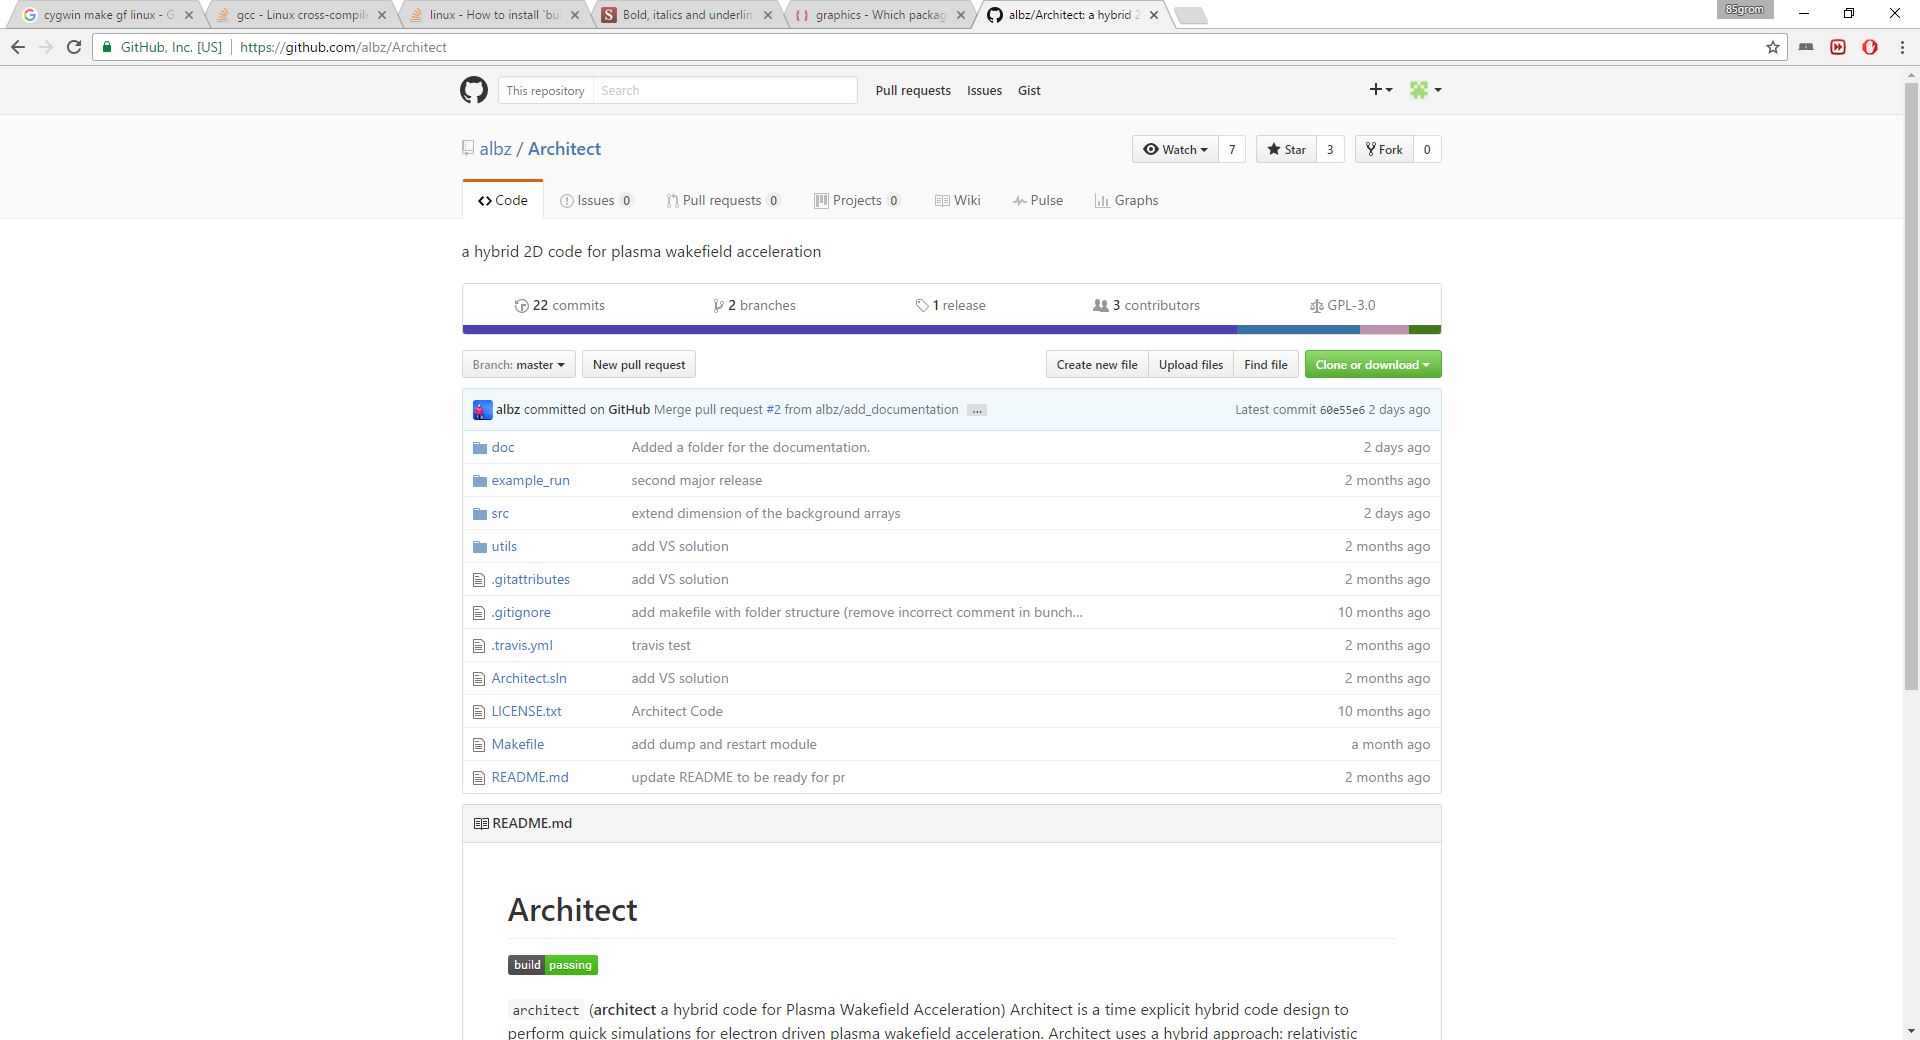 cygwin make gf linux - G
gcc - Linux cross-compile
linux - How to install `bu
S Bold, italics and underlin
{ } graphics - Which packag
albz/Architect: a hybrid 2
85grom
GitHub, Inc. [US] https://github.com/albz/Architect
This repository Search Pull requests Issues Gist
albz / Architect
Watch 7 Star 3 Fork 0
Code Issues 0 Pull requests 0 Projects 0 Wiki Pulse Graphs
a hybrid 2D code for plasma wakefield acceleration
22 commits 2 branches 1 release 3 contributors GPL-3.0
Branch: master New pull request Create new file Upload files Find file Clone or download
albz committed on GitHub Merge pull request #2 from albz/add_documentation … Latest commit 60e55e6 2 days ago
doc Added a folder for the documentation. 2 days ago
example_run second major release 2 months ago
src extend dimension of the background arrays 2 days ago
utils add VS solution 2 months ago
.gitattributes add VS solution 2 months ago
.gitignore add makefile with folder structure (remove incorrect comment in bunch… 10 months ago
.travis.yml travis test 2 months ago
Architect.sln add VS solution 2 months ago
LICENSE.txt Architect Code 10 months ago
Makefile add dump and restart module a month ago
README.md update README to be ready for pr 2 months ago
README.md
Architect
build passing
architect (architect a hybrid code for Plasma Wakefield Acceleration) Architect is a time explicit hybrid code design to
perform quick simulations for electron driven plasma wakefield acceleration. Architect uses a hybrid approach: relativistic